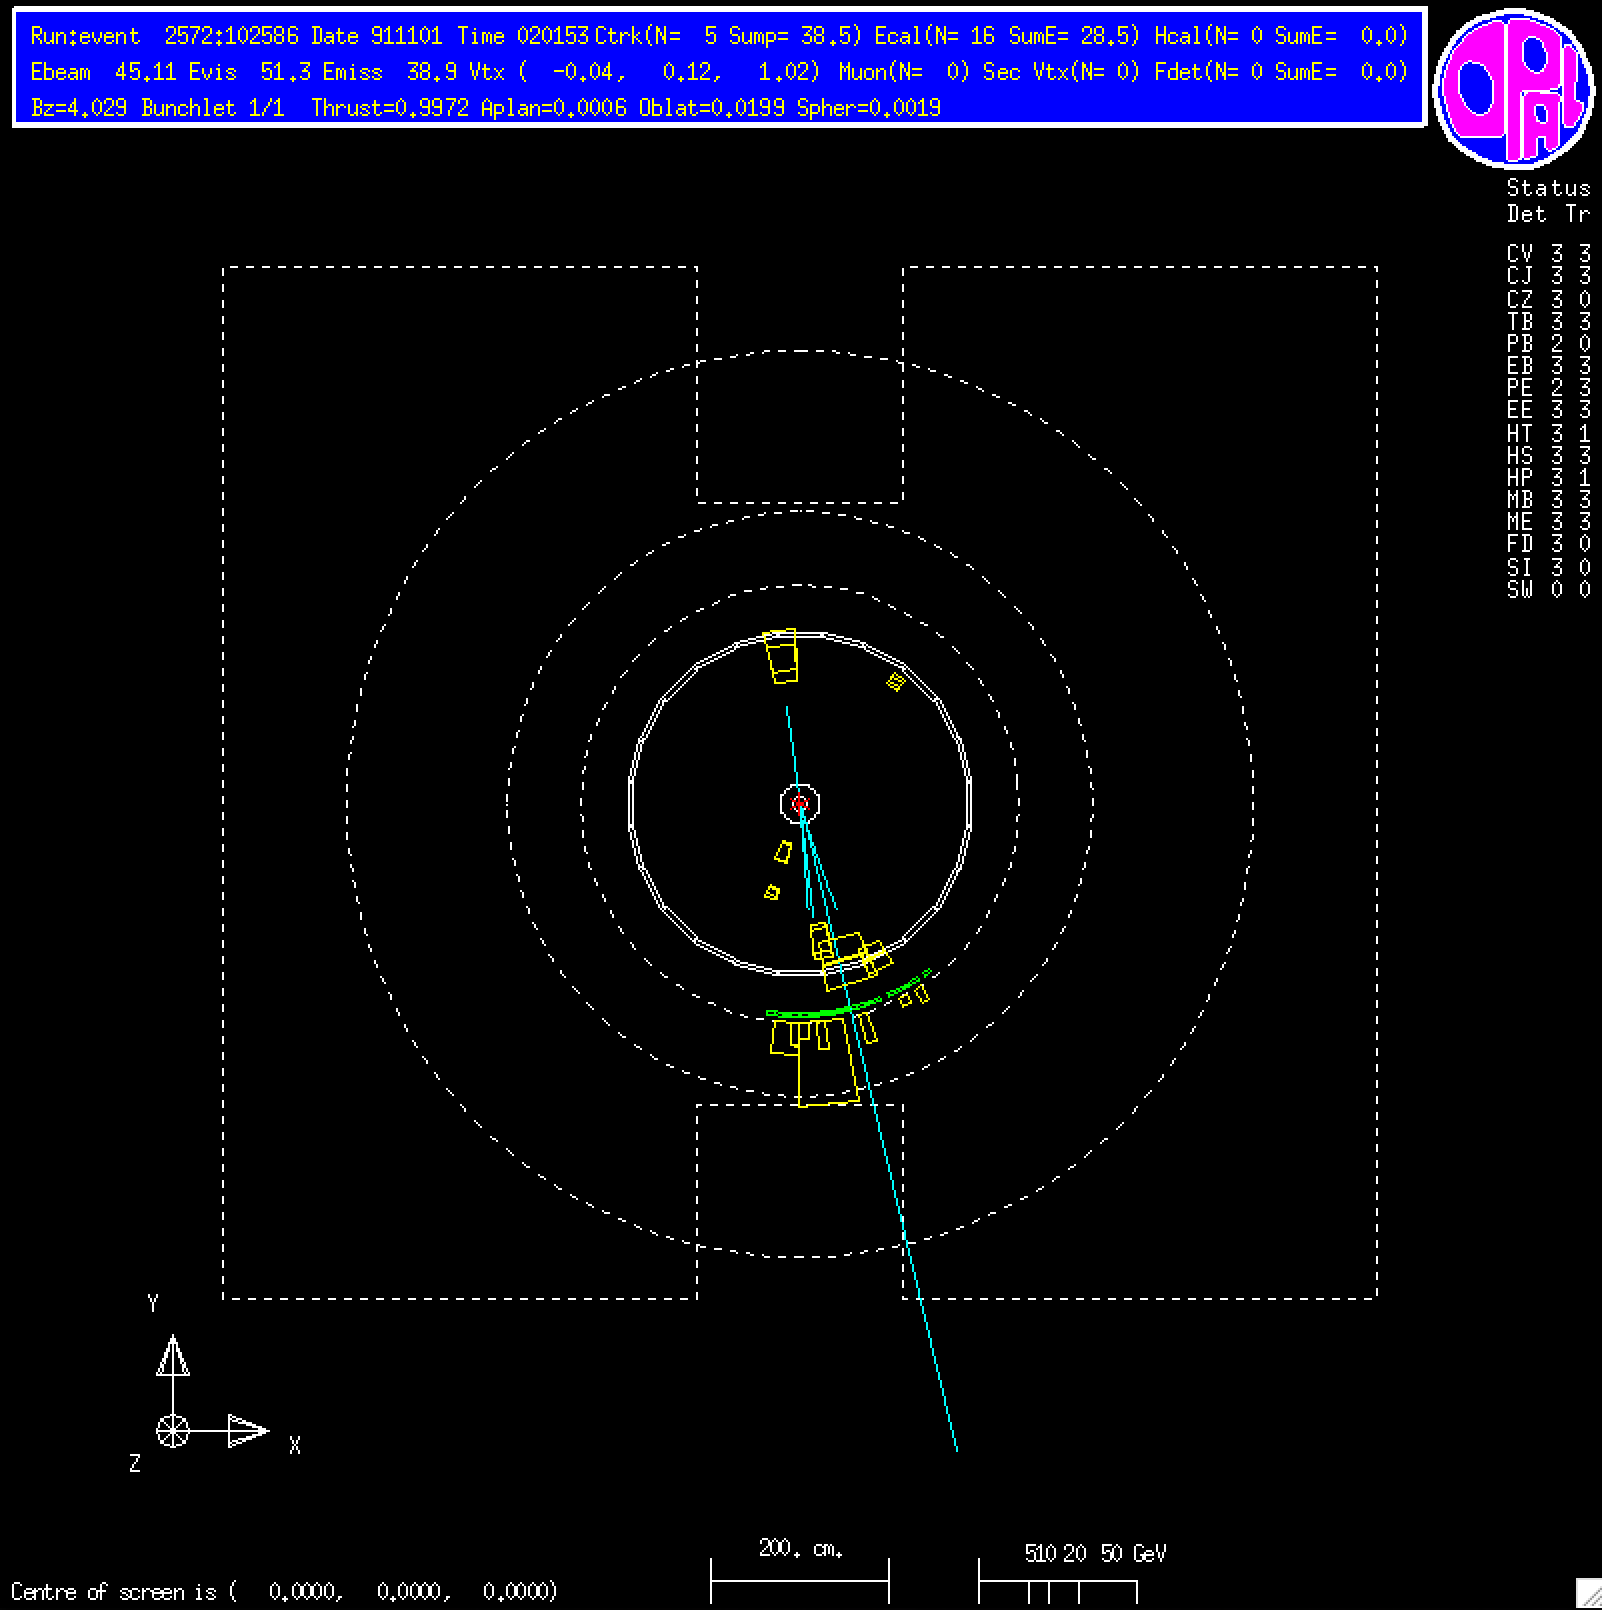 Run:event 2572:102586 Date 911101 Time 020153 Ctrk(N= 5 Sump= 38.5) Ecal(N= 16 SumE= 28.5) Hcal(N= 0 SumE= 0.0)
Ebeam 45.11 Evis 51.3 Emiss 38.9 Vtx ( -0.04, 0.12, 1.02) Muon(N= 0) Sec Vtx(N= 0) Fdet(N= 0 SumE= 0.0)
Bz=4.029 Bunchlet 1/1 Thrust=0.9972 Aplan=0.0006 Oblat=0.0199 Spher=0.0019
OPAL
Status
Det Tr
CV 3 3
CJ 3 3
CZ 3 0
TB 3 3
PB 2 0
EB 3 3
PE 2 3
EE 3 3
HT 3 1
HS 3 3
HP 3 1
MB 3 3
ME 3 3
FD 3 0
SI 3 0
SW 0 0
Y
X
Z
200. cm.
5 10 20 50 GeV
Centre of screen is ( 0.0000, 0.0000, 0.0000)